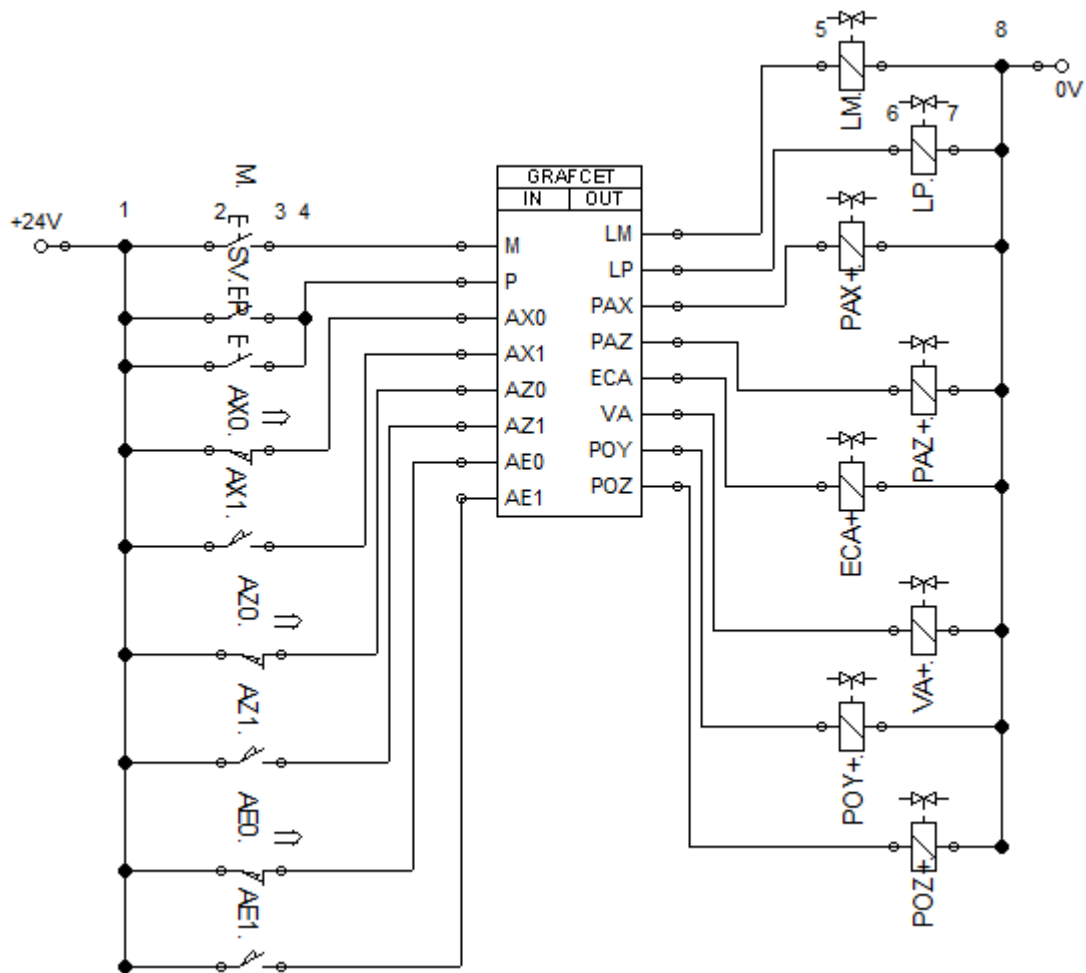 5
8
0V
LM.
6
7
LP.
GRAFCET
IN
OUT
M.
1
2
3
4
+24V
M
LM
P
LP
AX0
PAX
AX1
PAZ
AZ0
ECA
AZ1
VA
AE0
POY
AE1
POZ
PAX+.
PAZ+.
ECA+.
VA+.
POY+.
POZ+.
AX0.
AX1.
AZ0.
AZ1.
AE0.
AE1.